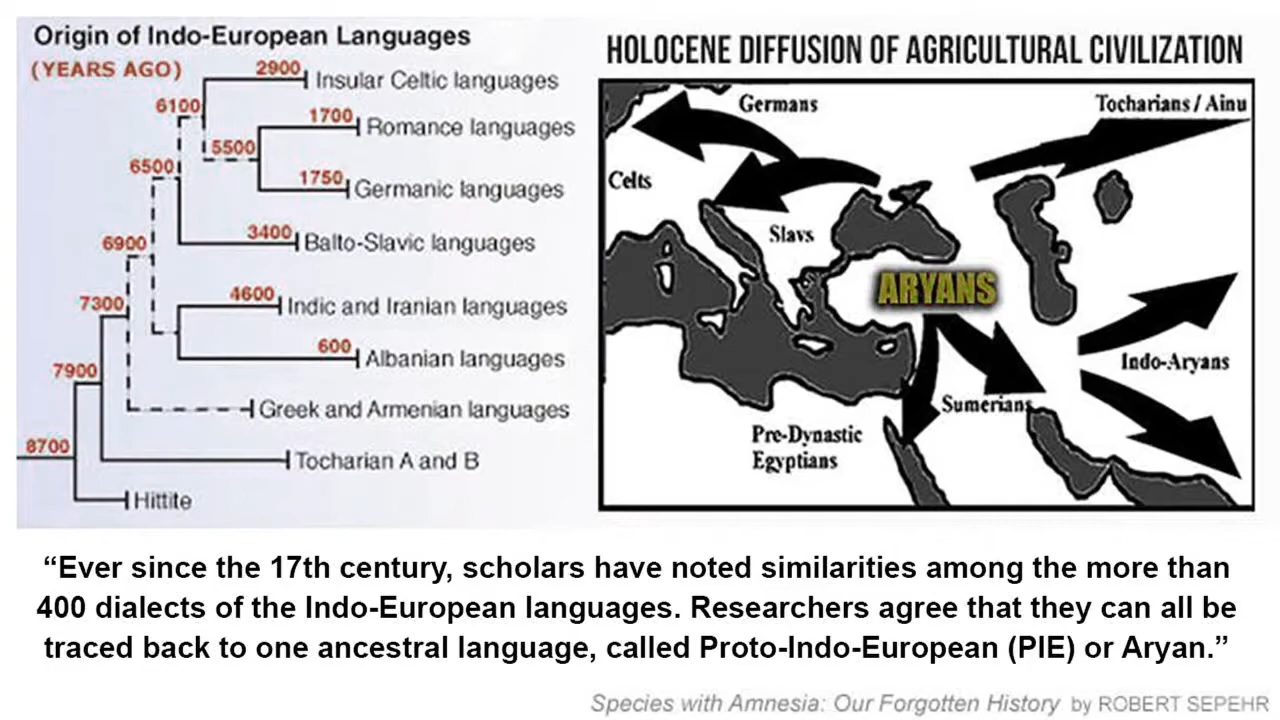 Origin of Indo-European Languages
(YEARS AGO)
2900 Insular Celtic languages
6100
1700 Romance languages
5500
6500
1750 Germanic languages
3400 Balto-Slavic languages
6900
4600 Indic and Iranian languages
7300
600 Albanian languages
7900
Greek and Armenian languages
8700
Tocharian A and B
Hittite
HOLOCENE DIFFUSION OF AGRICULTURAL CIVILIZATION
Germans
Tocharians / Ainu
Celts
Slavs
ARYANS
Indo-Aryans
Sumerians
Pre-Dynastic
Egyptians
“Ever since the 17th century, scholars have noted similarities among the more than
400 dialects of the Indo-European languages. Researchers agree that they can all be
traced back to one ancestral language, called Proto-Indo-European (PIE) or Aryan.”
Species with Amnesia: Our Forgotten History by ROBERT SEPEHR